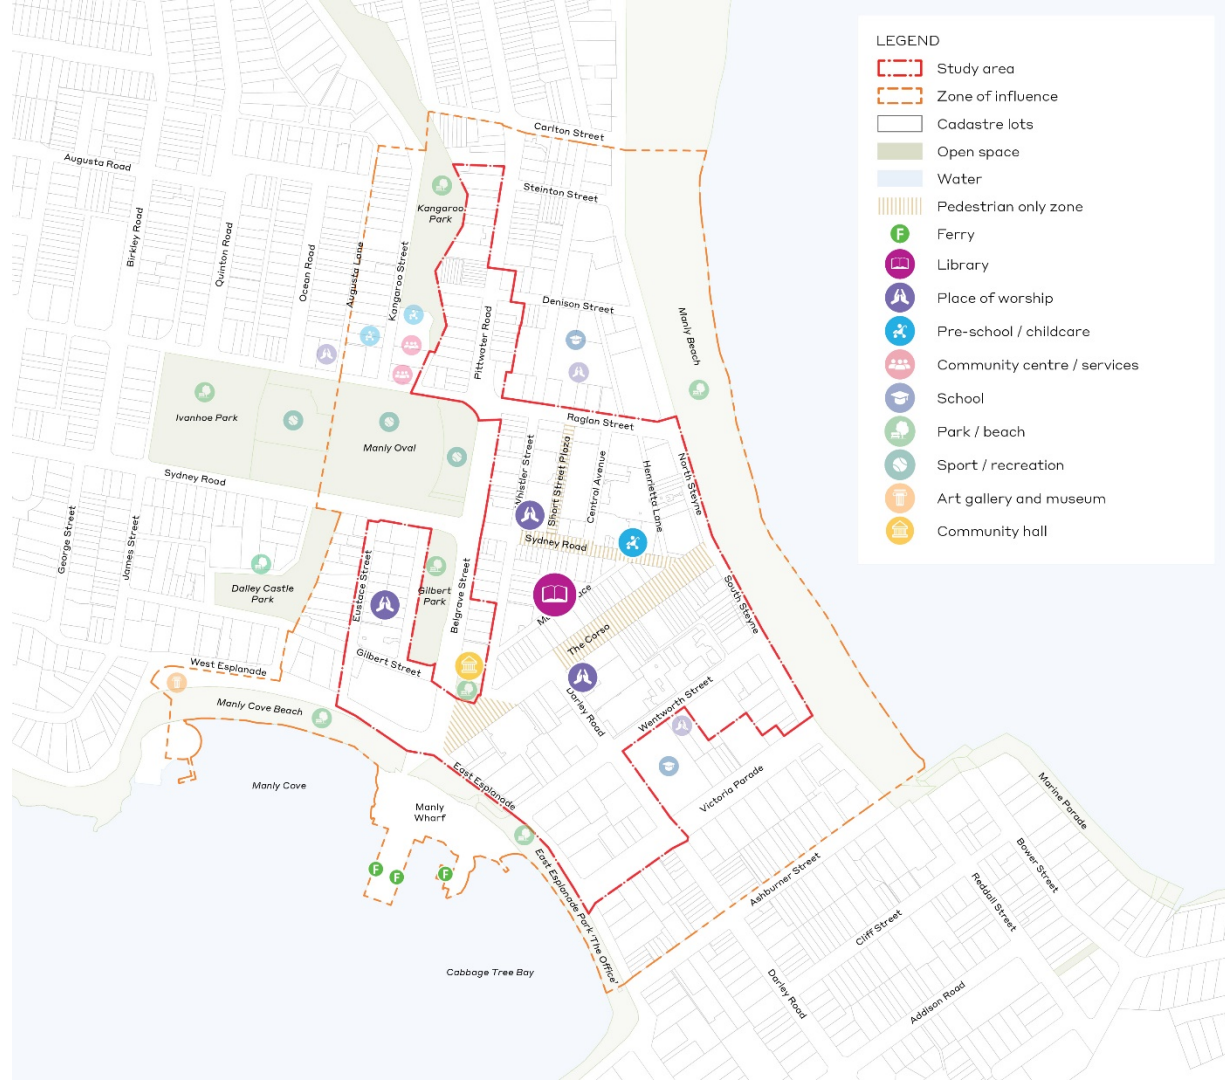 LEGEND
Study area
Zone of influence
Cadastre lots
Open space
Water
Pedestrian only zone
F
Ferry
Library
Place of worship
Pre-school / childcare
Community centre / services
School
Park / beach
Sport / recreation
Art gallery and museum
Community hall
Carlton Street
Augusta Road
Steinton Street
Kangaroo
Park
Birkley Road
Quinton Road
Ocean Road
Augusta Lane
Kangaroo Street
Denison Street
Pittwater Road
Manly Beach
Ivanhoe Park
Manly Oval
Raglan Street
Whistler Street
Short Street Plaza
Central Avenue
Henrietta Lane
North Steyne
Sydney Road
George Street
James Street
Sydney Road
Dalley Castle
Park
Eustace Street
Gilbert
Park
Belgrave Street
The Corso
South Steyne
West Esplanade
Gilbert Street
Manly Cove Beach
Darley Road
Wentworth Street
Manly Cove
Manly
Wharf
East Esplanade
Victoria Parade
Marine Parade
F
F
F
East Esplanade Park 'The Office'
Ashburner Street
Bower Street
Reddall Street
Cliff Street
Cabbage Tree Bay
Darley Road
Addison Road